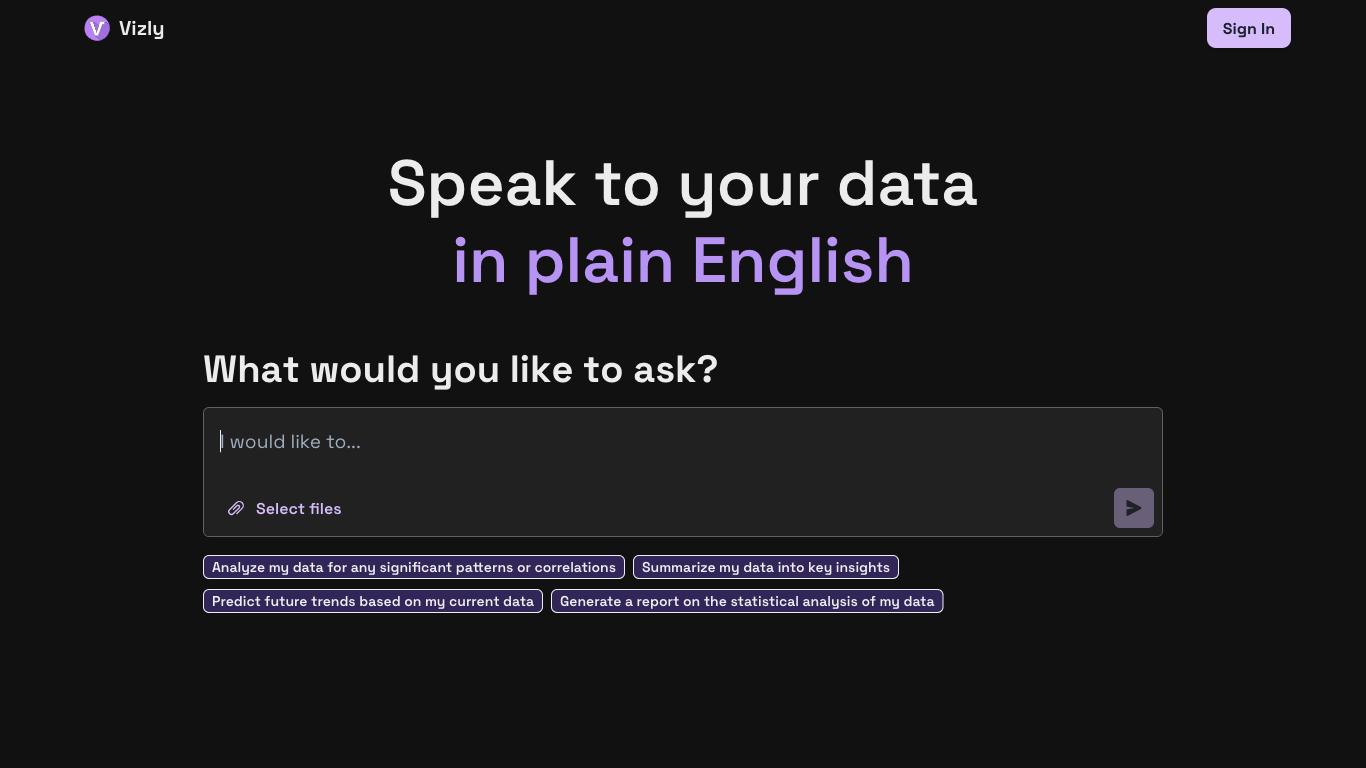 Vizly
Sign In
Speak to your data
in plain English
What would you like to ask?
I would like to...
Select files
Analyze my data for any significant patterns or correlations
Summarize my data into key insights
Predict future trends based on my current data
Generate a report on the statistical analysis of my data